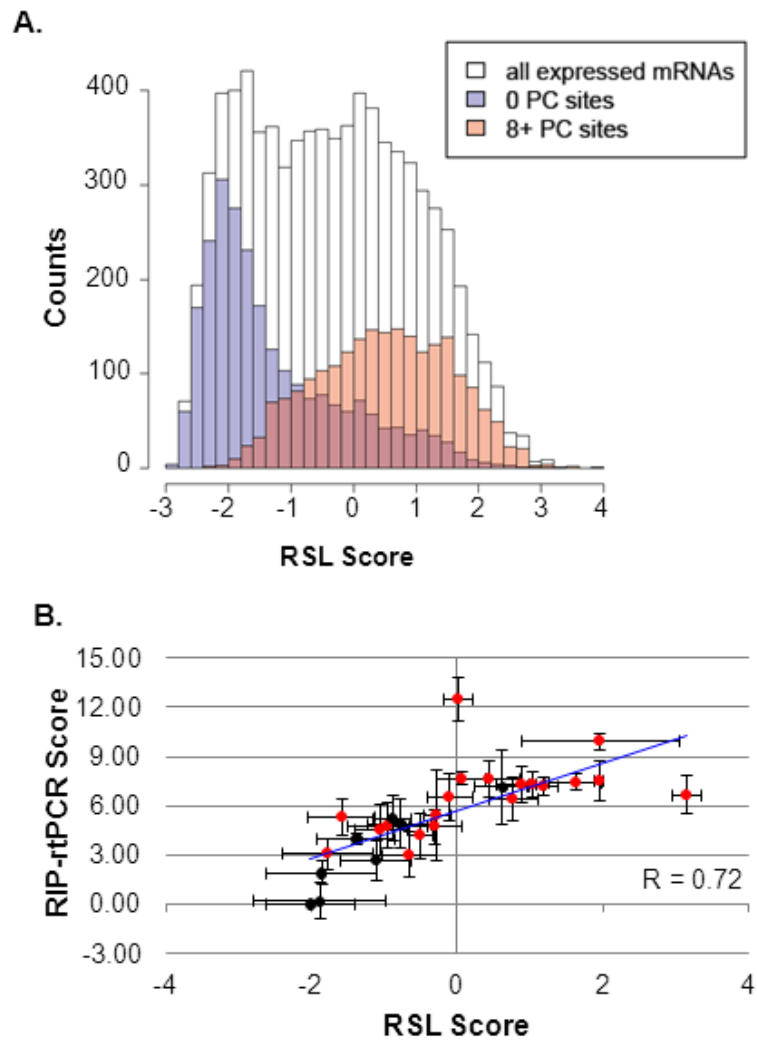 A.
all expressed mRNAs
0 PC sites
8+ PC sites
Counts
400
300
200
100
0
-3 -2 -1 0 1 2 3 4
RSL Score
B.
RIP-rtPCR Score
15.00
12.00
9.00
6.00
3.00
0.00
-3.00
R = 0.72
-4 -2 0 2 4
RSL Score